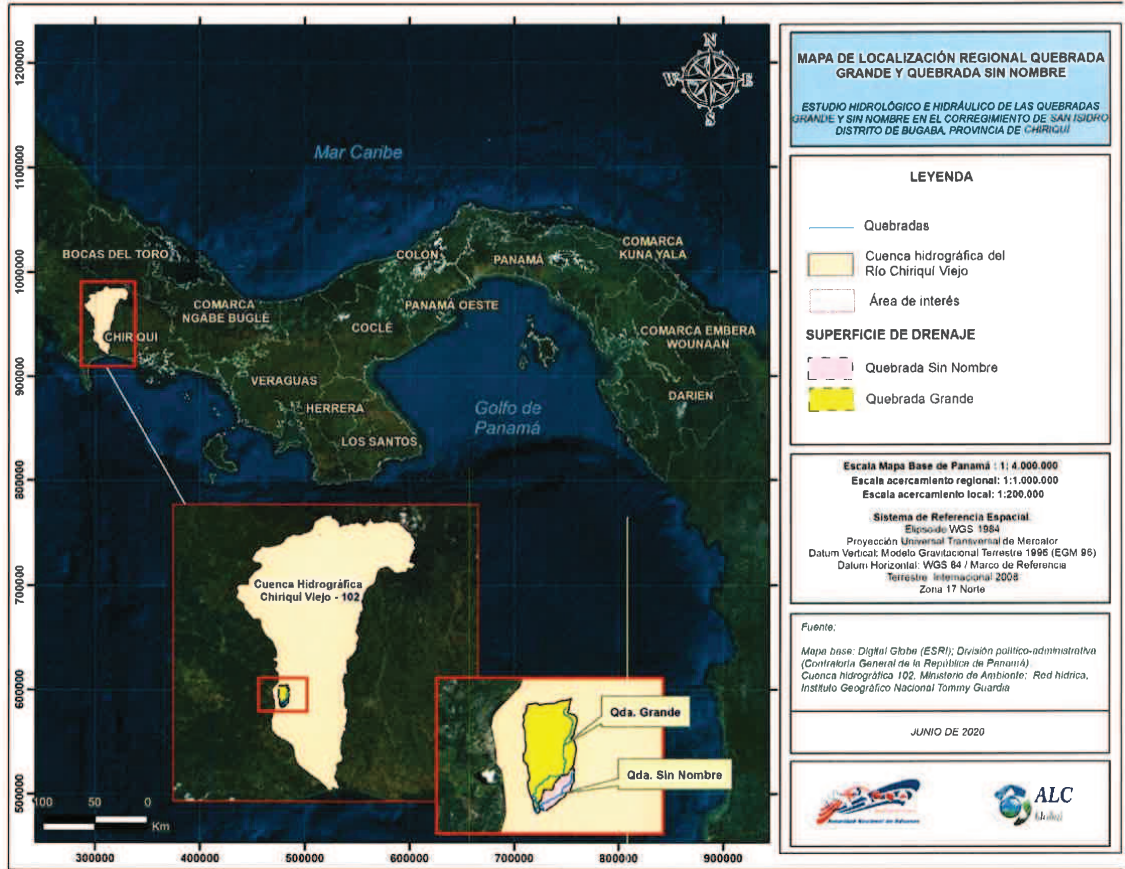 MAPA DE LOCALIZACIÓN REGIONAL QUEBRADA
GRANDE Y QUEBRADA SIN NOMBRE
ESTUDIO HIDROLÓGICO E HIDRÁULICO DE LAS QUEBRADAS
GRANDE Y SIN NOMBRE EN EL CORREGIMIENTO DE SAN ISIDRO
DISTRITO DE BUGABA, PROVINCIA DE CHIRIQUI
LEYENDA
Quebradas
Cuenca hidrográfica del
Río Chiriquí Viejo
Área de interés
SUPERFICIE DE DRENAJE
Quebrada Sin Nombre
Quebrada Grande
Escala Mapa Base de Panamá : 1: 4.000.000
Escala acercamiento regional: 1:1.000.000
Escala acercamiento local: 1:200.000
Sistema de Referencia Espacial
Elipsoide WGS 1984
Proyección Universal Transversal de Mercator
Datum Vertical: Modelo Gravitacional Terrestre 1996 (EGM 96)
Datum Horizontal: WGS 84 / Marco de Referencia
Terrestre Internacional 2008
Zona 17 Norte
Fuente:
Mapa base: Digital Globe (ESRI); División político-administrativa
(Contraloría General de la República de Panamá).
Cuenca hidrográfica 102, Ministerio de Ambiente; Red hídrica,
Instituto Geográfico Nacional Tommy Guardia
JUNIO DE 2020
ALC
Global
N
W E
S
Mar Caribe
BOCAS DEL TORO
COLON
PANAMÁ
COMARCA
KUNA YALA
COMARCA
NGÄBE BUGLÉ
PANAMÁ OESTE
COCLÉ
CHIRIQUI
COMARCA EMBERA
WOUNAAN
VERAGUAS
HERRERA
DARIEN
LOS SANTOS
Golfo de
Panamá
Cuenca Hidrográfica
Chiriquí Viejo - 102
Qda. Grande
Qda. Sin Nombre
100 50 0
Km
1200000
1100000
1000000
900000
800000
700000
600000
500000
300000 400000 500000 600000 700000 800000 900000